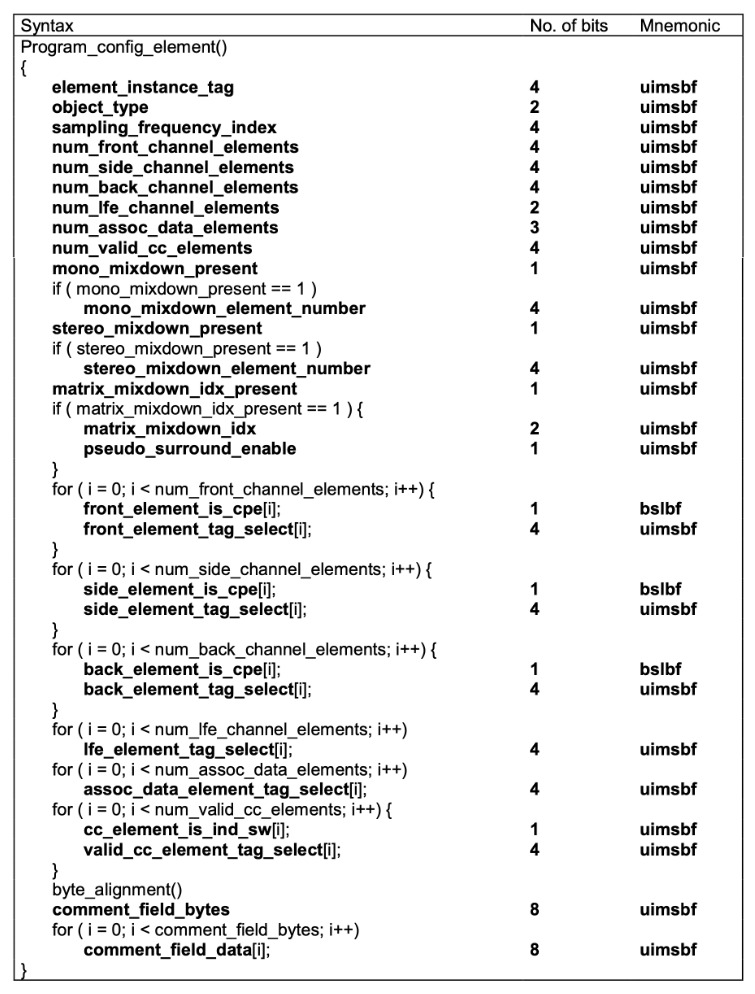 Syntax No. of bits Mnemonic
Program_config_element()
{
element_instance_tag 4 uimsbf
object_type 2 uimsbf
sampling_frequency_index 4 uimsbf
num_front_channel_elements 4 uimsbf
num_side_channel_elements 4 uimsbf
num_back_channel_elements 4 uimsbf
num_lfe_channel_elements 2 uimsbf
num_assoc_data_elements 3 uimsbf
num_valid_cc_elements 4 uimsbf
mono_mixdown_present 1 uimsbf
if ( mono_mixdown_present == 1 )
mono_mixdown_element_number 4 uimsbf
stereo_mixdown_present 1 uimsbf
if ( stereo_mixdown_present == 1 )
stereo_mixdown_element_number 4 uimsbf
matrix_mixdown_idx_present 1 uimsbf
if ( matrix_mixdown_idx_present == 1 ) {
matrix_mixdown_idx 2 uimsbf
pseudo_surround_enable 1 uimsbf
}
for ( i = 0; i < num_front_channel_elements; i++) {
front_element_is_cpe[i]; 1 bslbf
front_element_tag_select[i]; 4 uimsbf
}
for ( i = 0; i < num_side_channel_elements; i++) {
side_element_is_cpe[i]; 1 bslbf
side_element_tag_select[i]; 4 uimsbf
}
for ( i = 0; i < num_back_channel_elements; i++) {
back_element_is_cpe[i]; 1 bslbf
back_element_tag_select[i]; 4 uimsbf
}
for ( i = 0; i < num_lfe_channel_elements; i++)
lfe_element_tag_select[i]; 4 uimsbf
for ( i = 0; i < num_assoc_data_elements; i++)
assoc_data_element_tag_select[i]; 4 uimsbf
for ( i = 0; i < num_valid_cc_elements; i++) {
cc_element_is_ind_sw[i]; 1 uimsbf
valid_cc_element_tag_select[i]; 4 uimsbf
}
byte_alignment()
comment_field_bytes 8 uimsbf
for ( i = 0; i < comment_field_bytes; i++)
comment_field_data[i]; 8 uimsbf
}